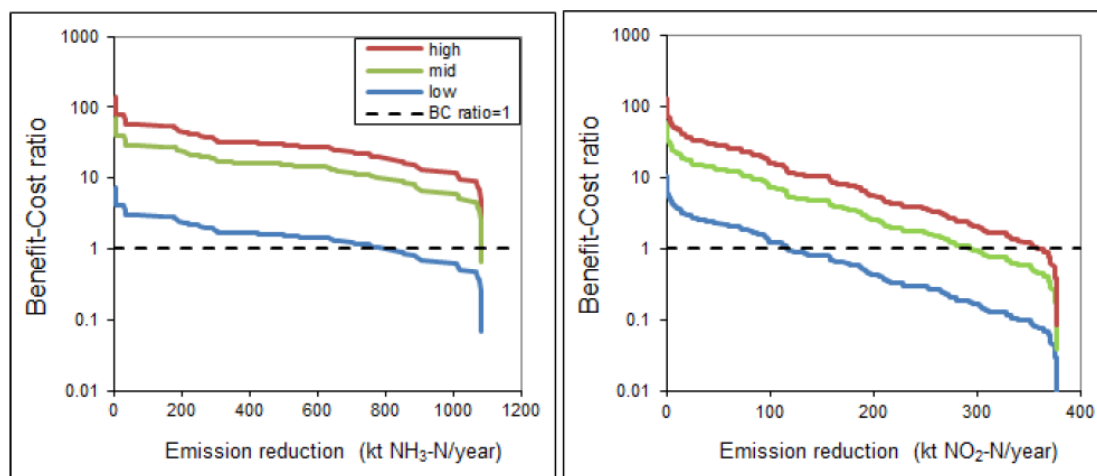 1000
100
10
1
0.1
0.01
Benefit-Cost ratio
high
mid
low
BC ratio=1
0 200 400 600 800 1000 1200
Emission reduction (kt NH₃-N/year)
1000
100
10
1
0.1
0.01
Benefit-Cost ratio
0 100 200 300 400
Emission reduction (kt NO₂-N/year)